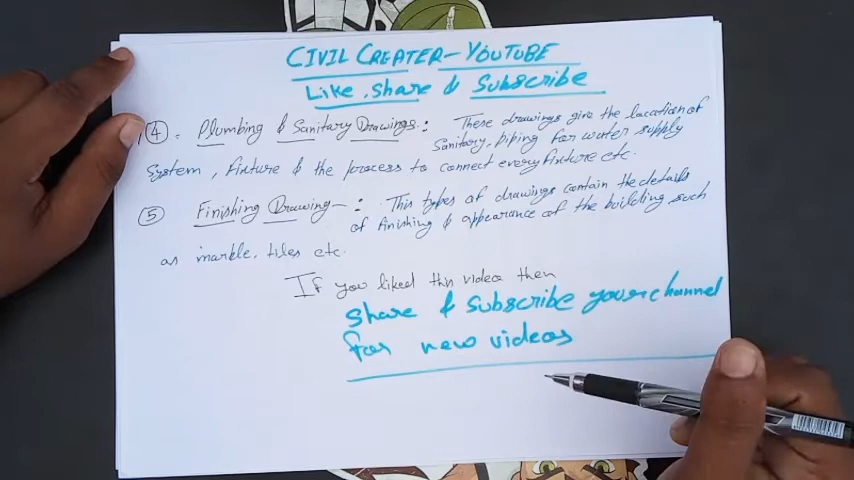 CIVIL CREATER - YOUTUBE
Like, Share & Subscribe
④. Plumbing & Sanitary Drawings : These drawings give the location of
Sanitary, piping for water supply
System, fixture & the process to connect every fixture etc.
⑤ Finishing Drawing - : This types of drawings contain the details
of finishing & appearance of the building such
as marble, tiles etc.
If you liked this video then
Share & Subscribe your channel
for new videos